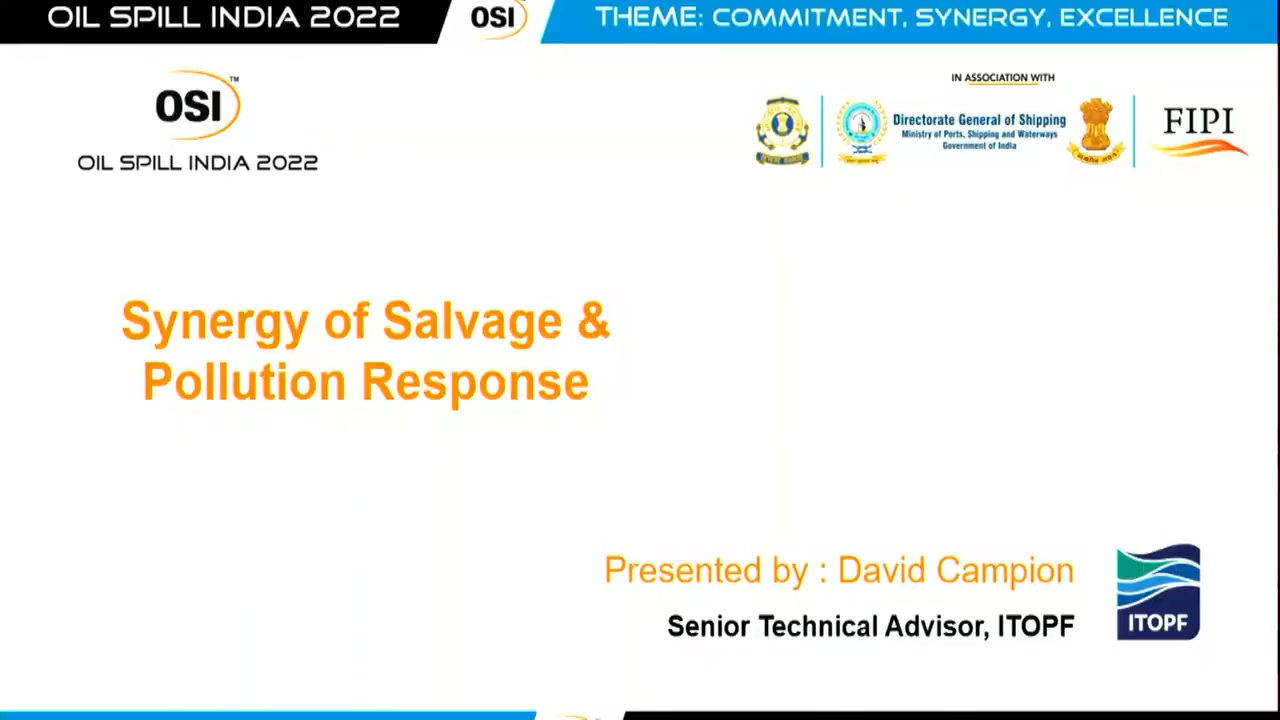 OIL SPILL INDIA 2022
OSI
THEME: COMMITMENT, SYNERGY, EXCELLENCE
OSI™
OIL SPILL INDIA 2022
IN ASSOCIATION WITH
Directorate General of Shipping
Ministry of Ports, Shipping and Waterways
Government of India
FIPI
Synergy of Salvage &
Pollution Response
Presented by : David Campion
Senior Technical Advisor, ITOPF
ITOPF